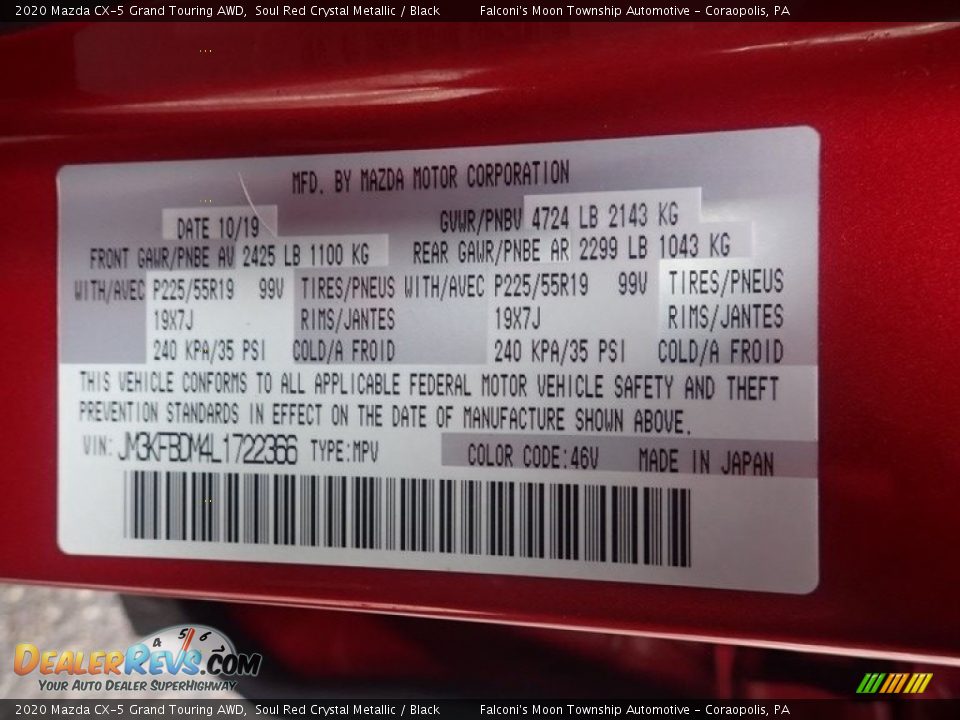 2020 Mazda CX-5 Grand Touring AWD,  Soul Red Crystal Metallic / Black          Falconi's Moon Township Automotive - Coraopolis, PA
MFD. BY MAZDA MOTOR CORPORATION
DATE 10/19 GVWR/PNBV 4724 LB 2143 KG
FRONT GAWR/PNBE AV 2425 LB 1100 KG REAR GAWR/PNBE AR 2299 LB 1043 KG
WITH/AVEC P225/55R19 99V TIRES/PNEUS WITH/AVEC P225/55R19 99V TIRES/PNEUS
19X7J RIMS/JANTES 19X7J RIMS/JANTES
240 KPA/35 PSI COLD/A FROID 240 KPA/35 PSI COLD/A FROID
THIS VEHICLE CONFORMS TO ALL APPLICABLE FEDERAL MOTOR VEHICLE SAFETY AND THEFT
PREVENTION STANDARDS IN EFFECT ON THE DATE OF MANUFACTURE SHOWN ABOVE.
VIN: JM3KFBDM4L1722366 TYPE:MPV COLOR CODE:46V MADE IN JAPAN
4 5 6
DEALERREVS.COM
YOUR AUTO DEALER SUPERHIGHWAY
2020 Mazda CX-5 Grand Touring AWD,  Soul Red Crystal Metallic / Black          Falconi's Moon Township Automotive - Coraopolis, PA